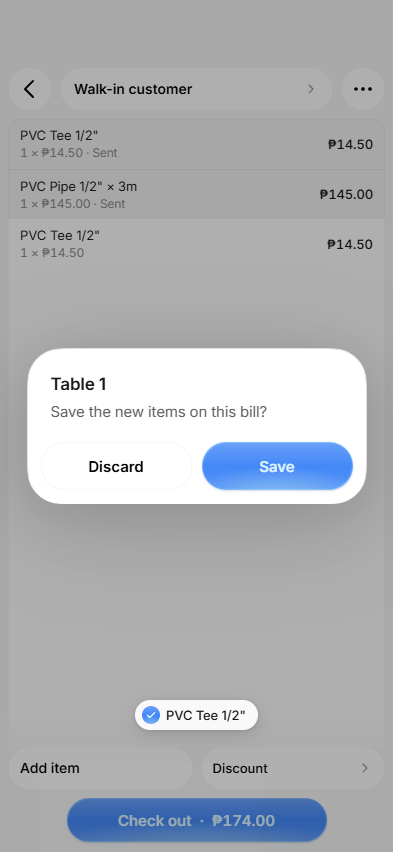 Walk-in customer
PVC Tee 1/2"
1 × ₱14.50 · Sent
₱14.50
PVC Pipe 1/2" × 3m
1 × ₱145.00 · Sent
₱145.00
PVC Tee 1/2"
1 × ₱14.50
₱14.50
Table 1
Save the new items on this bill?
Discard
Save
PVC Tee 1/2"
Add item
Discount
Check out · ₱174.00